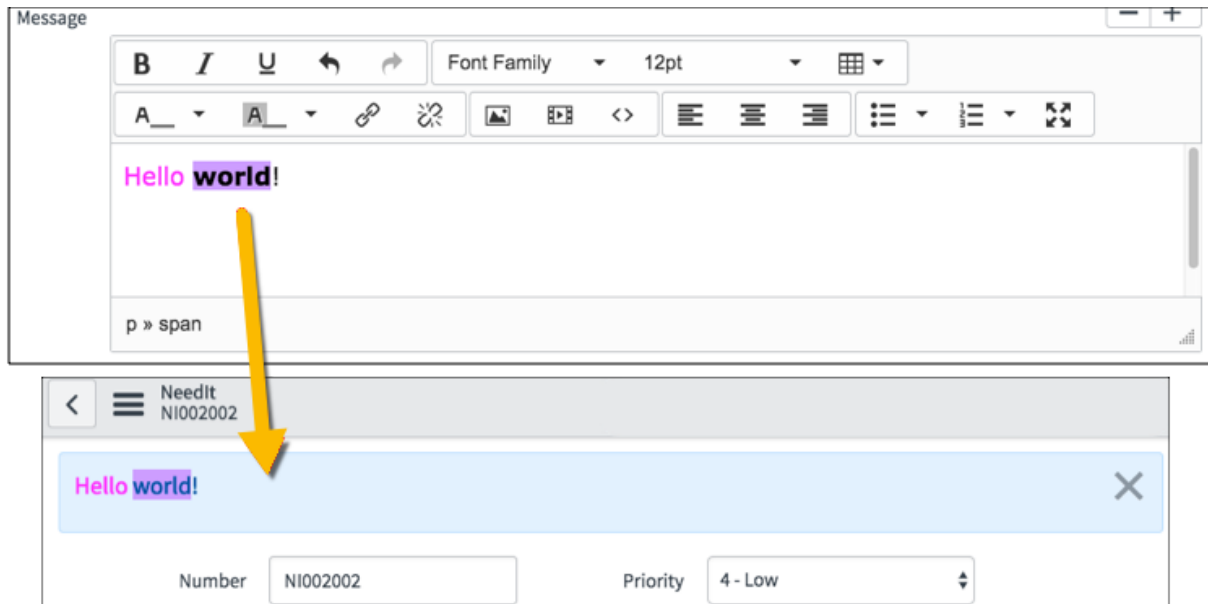 Message
B I U Font Family 12pt
A A <>
Hello world!
p » span
NeedIt
NI002002
Hello world!
Number NI002002 Priority 4 - Low